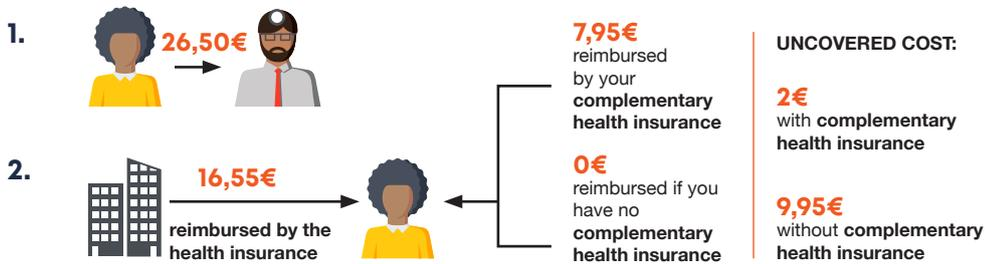 1.
26,50€
2.
16,55€
reimbursed by the
health insurance
7,95€
reimbursed
by your
complementary
health insurance
0€
reimbursed if you
have no
complementary
health insurance
UNCOVERED COST:
2€
with complementary
health insurance
9,95€
without complementary
health insurance